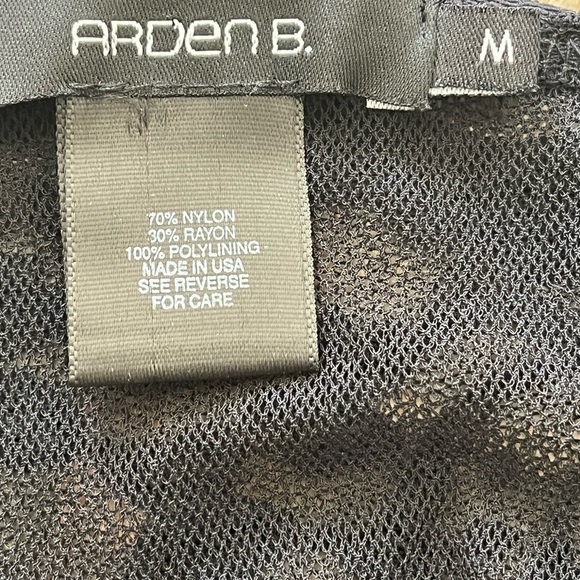 ARDen B.
M
70% NYLON
30% RAYON
100% POLYLINING
MADE IN USA
SEE REVERSE
FOR CARE